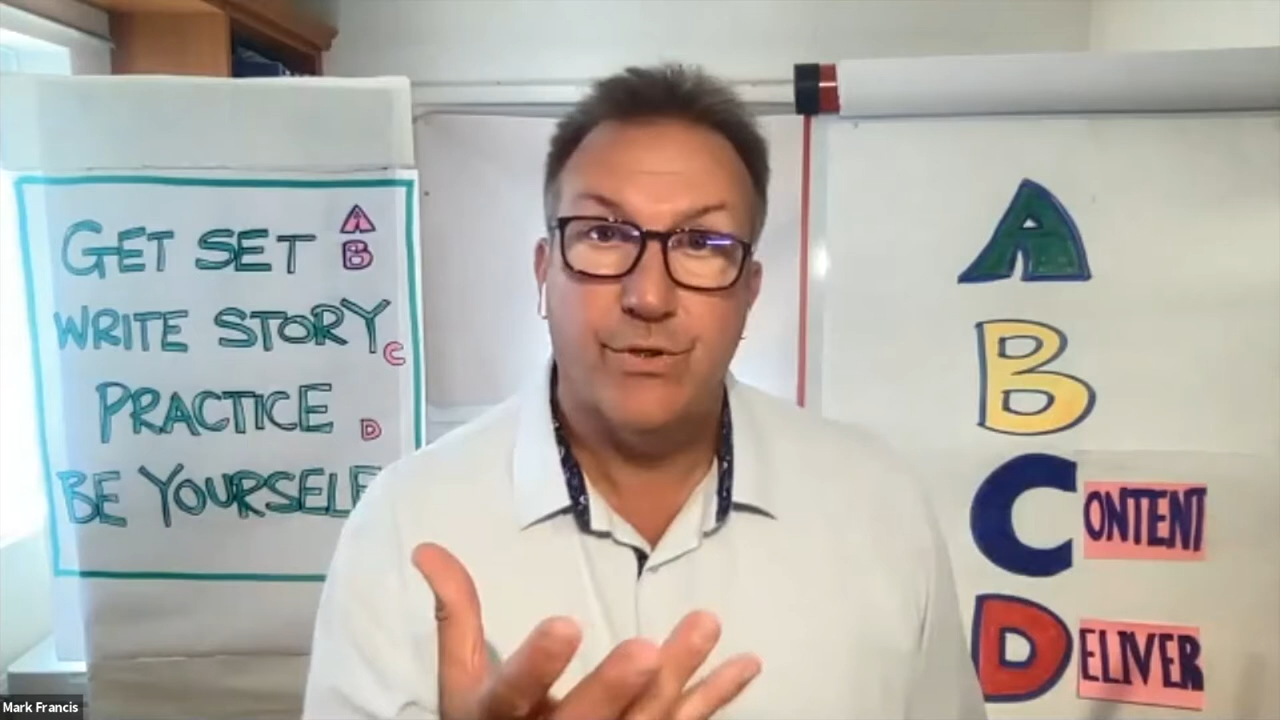 GET SET A
B
WRITE STORY C
PRACTICE D
BE YOURSELF
A
B
CONTENT
DELIVER
Mark Francis